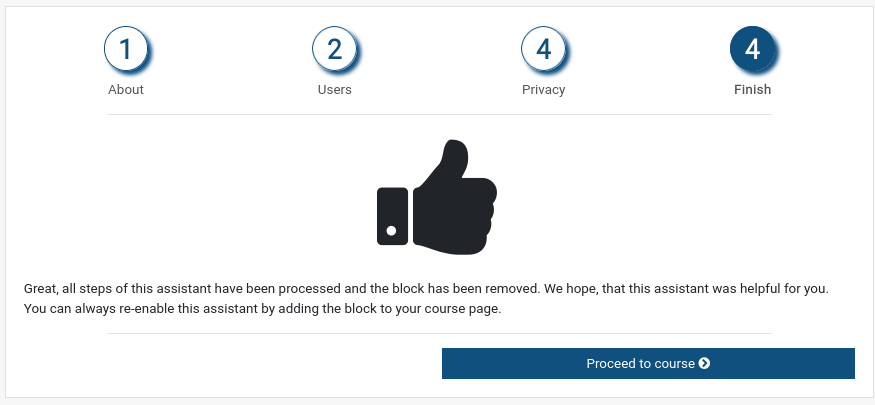 1 2 4 4
About Users Privacy Finish
Great, all steps of this assistant have been processed and the block has been removed. We hope, that this assistant was helpful for you.
You can always re-enable this assistant by adding the block to your course page.
Proceed to course